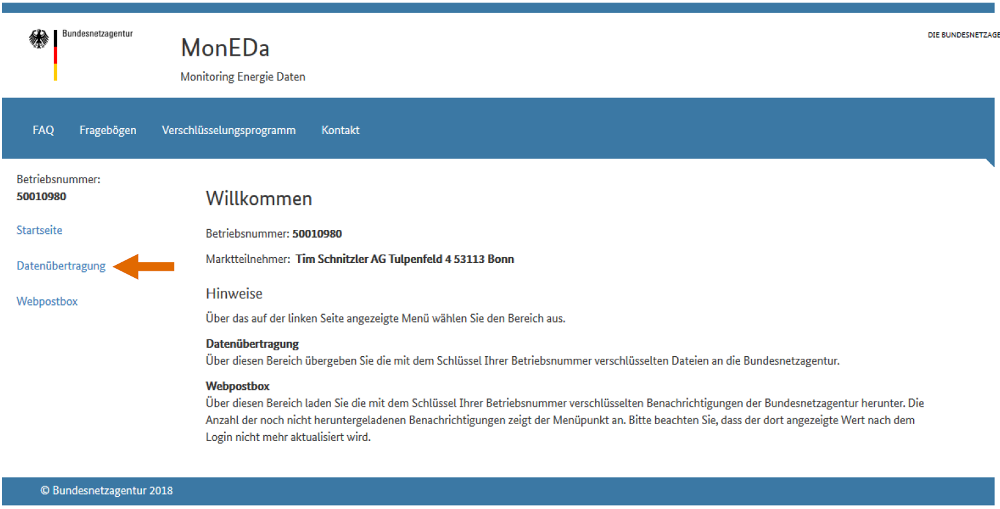 Bundesnetzagentur
MonEDa
Monitoring Energie Daten
DIE BUNDESNETZAGE
FAQ Fragebögen Verschlüsselungsprogramm Kontakt
Betriebsnummer:
50010980
Startseite
Datenübertragung
Webpostbox
Willkommen
Betriebsnummer: 50010980
Marktteilnehmer: Tim Schnitzler AG Tulpenfeld 4 53113 Bonn
Hinweise
Über das auf der linken Seite angezeigte Menü wählen Sie den Bereich aus.
Datenübertragung
Über diesen Bereich übergeben Sie die mit dem Schlüssel Ihrer Betriebsnummer verschlüsselten Dateien an die Bundesnetzagentur.
Webpostbox
Über diesen Bereich laden Sie die mit dem Schlüssel Ihrer Betriebsnummer verschlüsselten Benachrichtigungen der Bundesnetzagentur herunter. Die
Anzahl der noch nicht heruntergeladenen Benachrichtigungen zeigt der Menüpunkt an. Bitte beachten Sie, dass der dort angezeigte Wert nach dem
Login nicht mehr aktualisiert wird.
© Bundesnetzagentur 2018